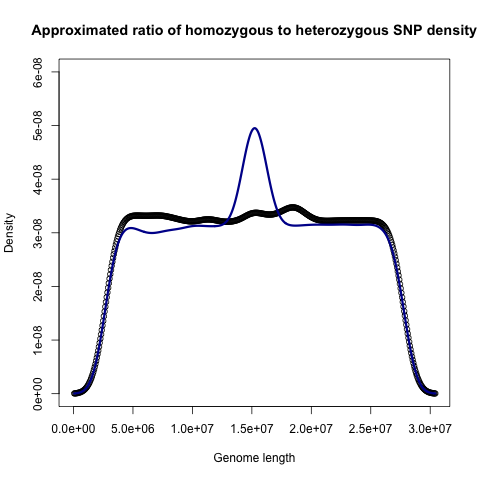 Approximated ratio of homozygous to heterozygous SNP density
6e-08
5e-08
4e-08
3e-08
2e-08
1e-08
0e+00
Density
0.0e+00 5.0e+06 1.0e+07 1.5e+07 2.0e+07 2.5e+07 3.0e+07
Genome length